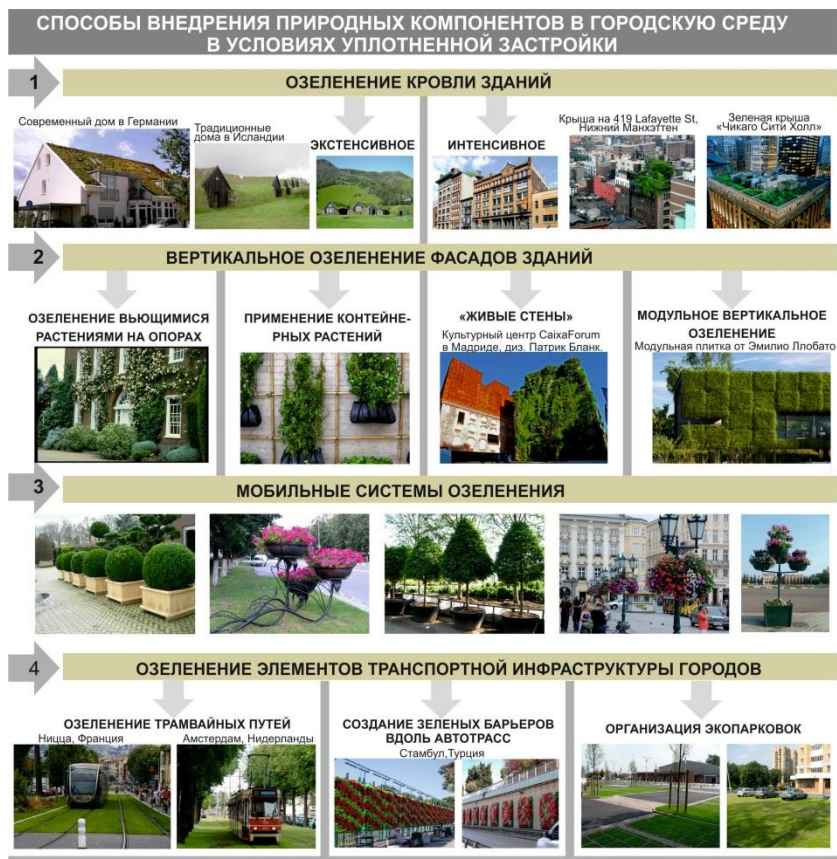 СПОСОБЫ ВНЕДРЕНИЯ ПРИРОДНЫХ КОМПОНЕНТОВ В ГОРОДСКУЮ СРЕДУ
В УСЛОВИЯХ УПЛОТНЕННОЙ ЗАСТРОЙКИ
1
ОЗЕЛЕНЕНИЕ КРОВЛИ ЗДАНИЙ
Современный дом в Германии
Традиционные
дома в Исландии
ЭКСТЕНСИВНОЕ
ИНТЕНСИВНОЕ
Крыша на 419 Lafayette St,
Нижний Манхэттен
Зеленая крыша
«Чикаго Сити Холл»
2
ВЕРТИКАЛЬНОЕ ОЗЕЛЕНЕНИЕ ФАСАДОВ ЗДАНИЙ
ОЗЕЛЕНЕНИЕ ВЬЮЩИМИСЯ
РАСТЕНИЯМИ НА ОПОРАХ
ПРИМЕНЕНИЕ КОНТЕЙНЕ-
РНЫХ РАСТЕНИЙ
«ЖИВЫЕ СТЕНЫ»
Культурный центр CaixaForum
в Мадриде, диз. Патрик Бланк.
МОДУЛЬНОЕ ВЕРТИКАЛЬНОЕ
ОЗЕЛЕНЕНИЕ
Модульная плитка от Эмилио Ллобато
3
МОБИЛЬНЫЕ СИСТЕМЫ ОЗЕЛЕНЕНИЯ
4
ОЗЕЛЕНЕНИЕ ЭЛЕМЕНТОВ ТРАНСПОРТНОЙ ИНФРАСТРУКТУРЫ ГОРОДОВ
ОЗЕЛЕНЕНИЕ ТРАМВАЙНЫХ ПУТЕЙ
Ницца, Франция
Амстердам, Нидерланды
СОЗДАНИЕ ЗЕЛЕНЫХ БАРЬЕРОВ
ВДОЛЬ АВТОТРАСС
Стамбул,Турция
ОРГАНИЗАЦИЯ ЭКОПАРКОВОК